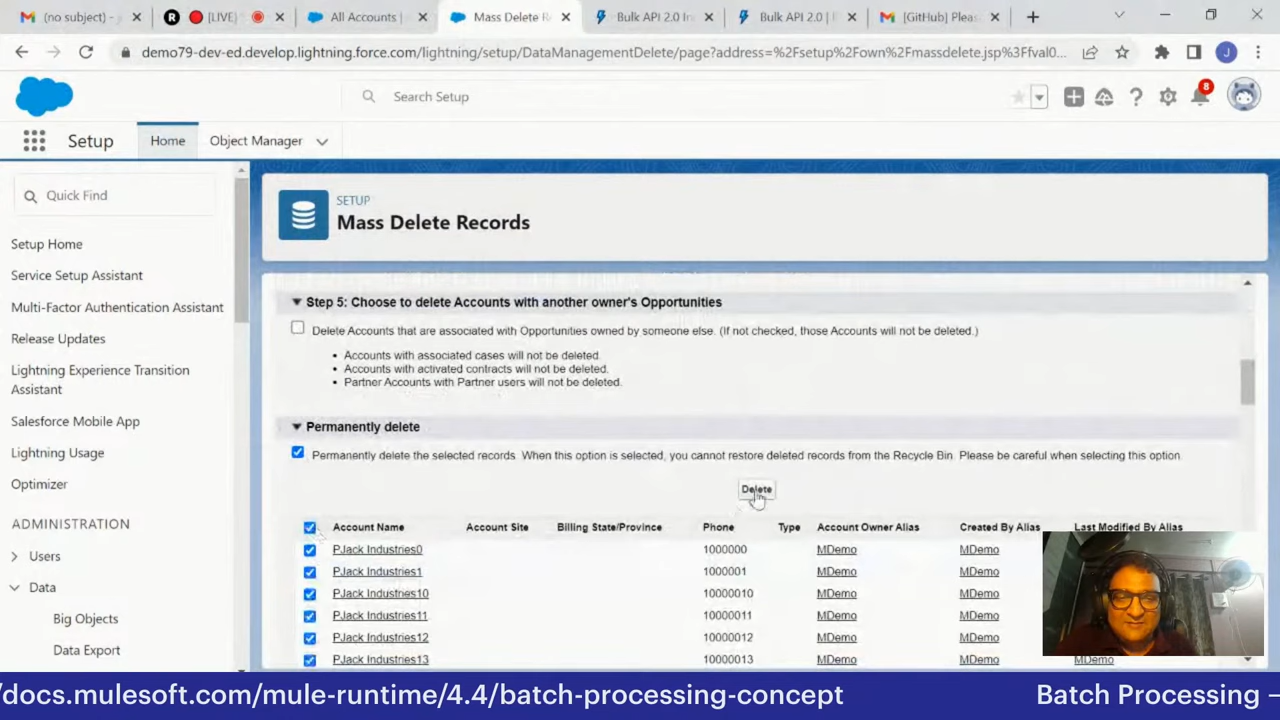 (no subject) -
[LIVE]
All Accounts |
Mass Delete R
Bulk API 2.0 In
Bulk API 2.0 |
[GitHub] Pleas
demo79-dev-ed.develop.lightning.force.com/lightning/setup/DataManagementDelete/page?address=%2Fsetup%2Fown%2Fmassdelete.jsp%3Ffval0...
J
Search Setup
8
Setup
Home
Object Manager
Quick Find
Setup Home
Service Setup Assistant
Multi-Factor Authentication Assistant
Release Updates
Lightning Experience Transition
Assistant
Salesforce Mobile App
Lightning Usage
Optimizer
ADMINISTRATION
Users
Data
Big Objects
Data Export
SETUP
Mass Delete Records
Step 5: Choose to delete Accounts with another owner's Opportunities
Delete Accounts that are associated with Opportunities owned by someone else. (If not checked, those Accounts will not be deleted.)
• Accounts with associated cases will not be deleted.
• Accounts with activated contracts will not be deleted.
• Partner Accounts with Partner users will not be deleted.
Permanently delete
Permanently delete the selected records. When this option is selected, you cannot restore deleted records from the Recycle Bin. Please be careful when selecting this option.
Delete
Account Name Account Site Billing State/Province Phone Type Account Owner Alias Created By Alias Last Modified By Alias
PJack Industries0 1000000 MDemo MDemo
PJack Industries1 1000001 MDemo MDemo
PJack Industries10 10000010 MDemo MDemo
PJack Industries11 10000011 MDemo MDemo
PJack Industries12 10000012 MDemo MDemo
PJack Industries13 10000013 MDemo MDemo MDemo
/docs.mulesoft.com/mule-runtime/4.4/batch-processing-concept
Batch Processing –